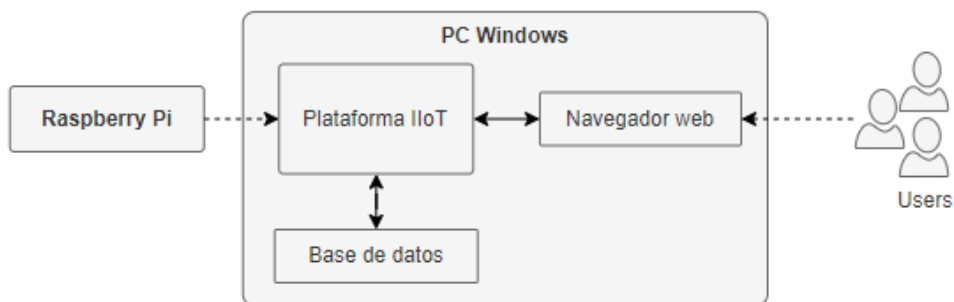 PC Windows
Raspberry Pi
Plataforma IIoT
Navegador web
Users
Base de datos